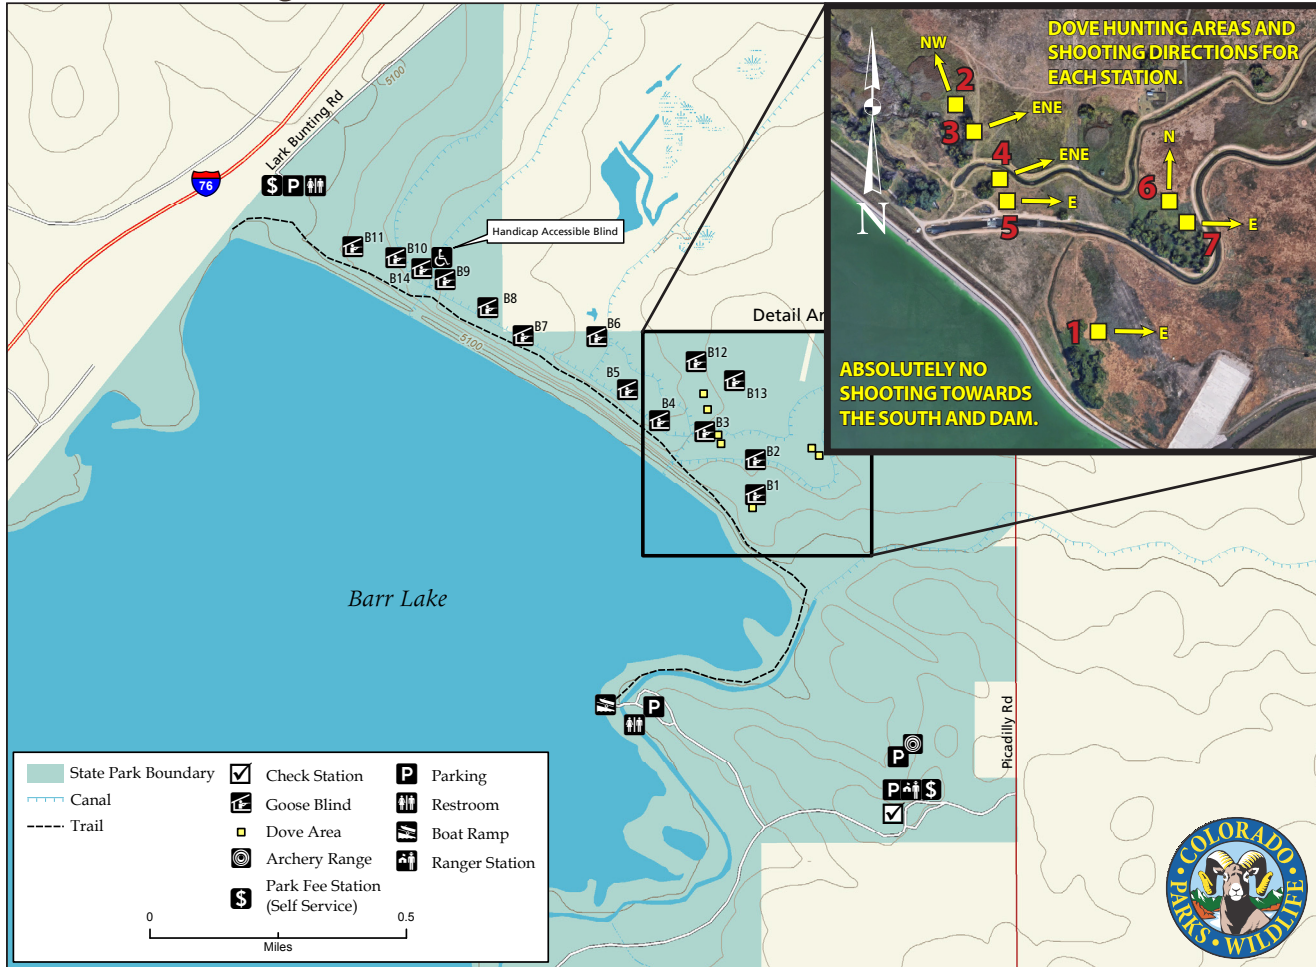 Lark Bunting Rd
5100
76
B11
B10
Handicap Accessible Blind
B14
B9
B8
B7
B6
5100
B5
B4
Detail Ar
B12
B13
B3
B2
B1
DOVE HUNTING AREAS AND
SHOOTING DIRECTIONS FOR
EACH STATION.
NW
2
ENE
3
4
ENE
N
6
E
5
E
7
N
1
E
ABSOLUTELY NO
SHOOTING TOWARDS
THE SOUTH AND DAM.
Barr Lake
P
Picadilly Rd
P
P $
$ P
State Park Boundary
Canal
Trail
Check Station
Goose Blind
Dove Area
Archery Range
$ Park Fee Station
(Self Service)
P Parking
Restroom
Boat Ramp
Ranger Station
0 0.5
Miles
COLORADO
PARKS • WILDLIFE